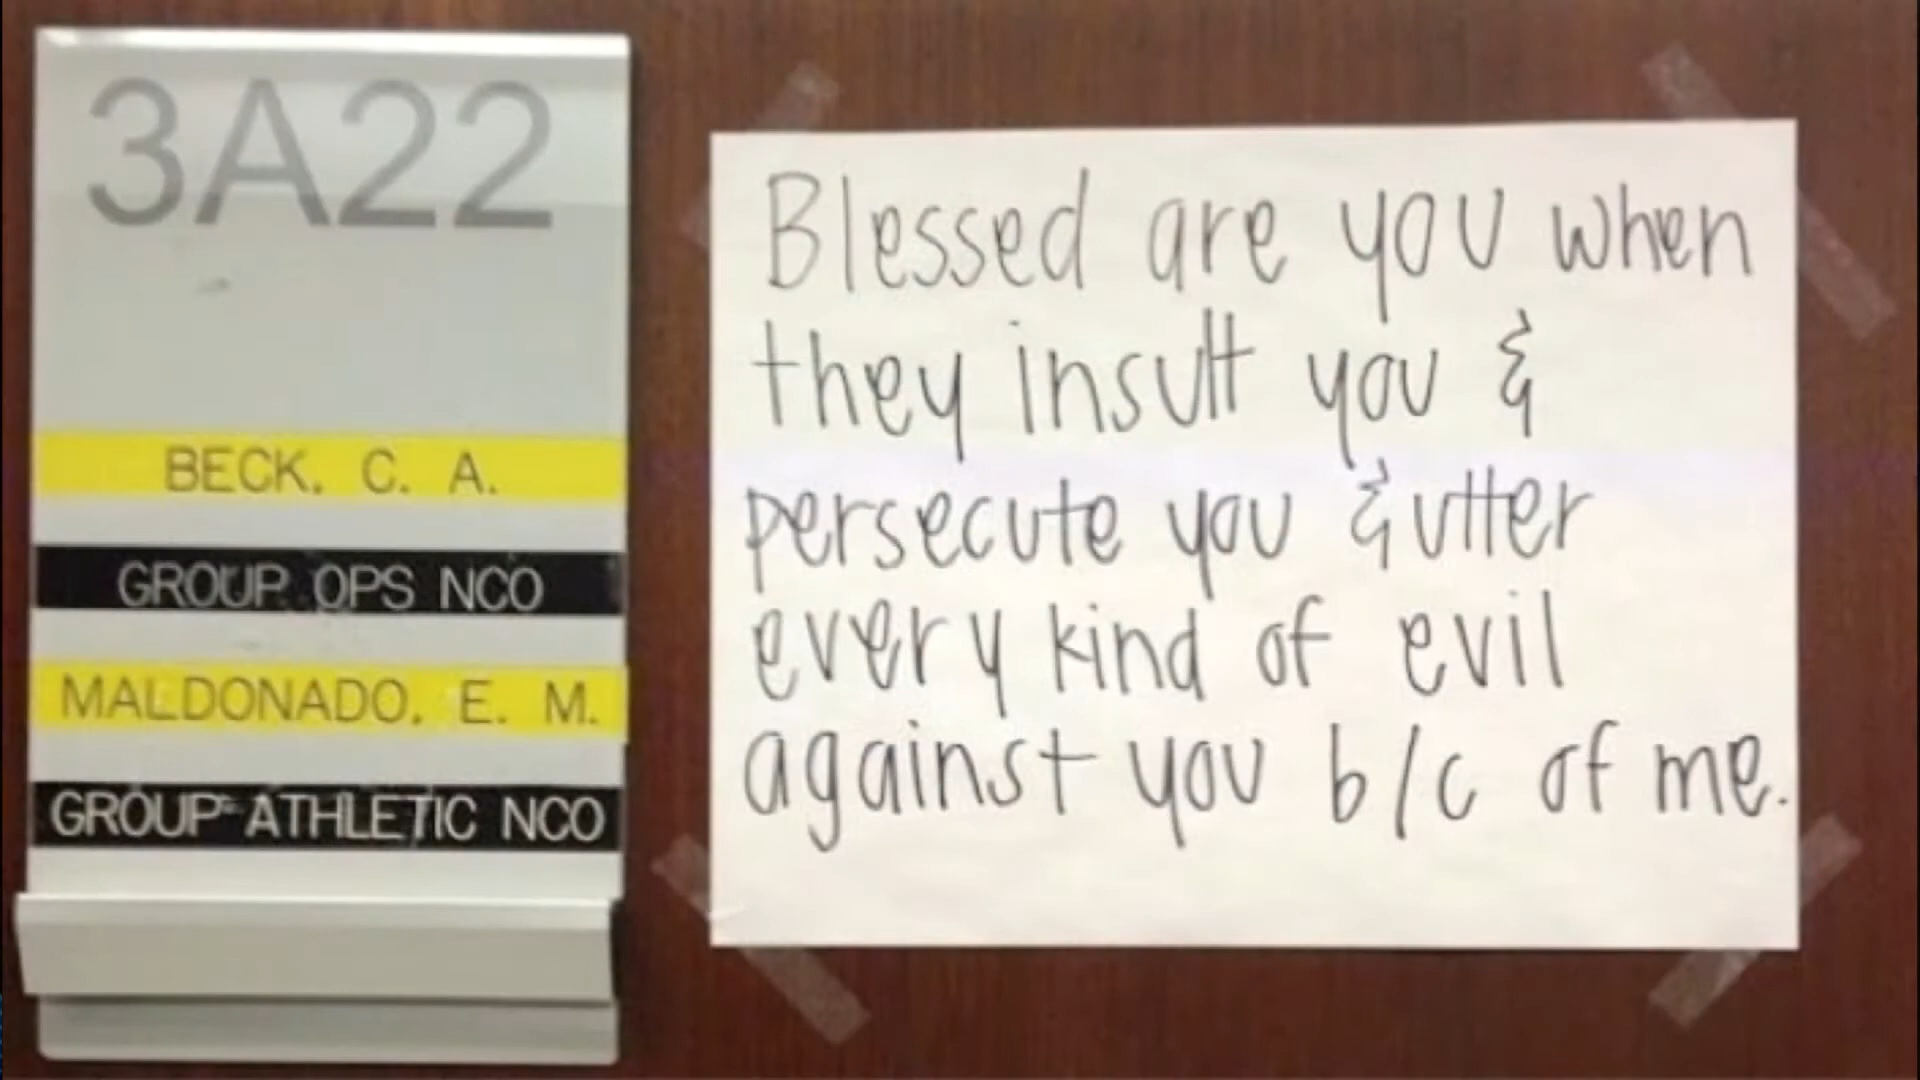 3A22
BECK. C. A.
GROUP OPS NCO
MALDONADO. E. M.
GROUP ATHLETIC NCO
Blessed are you when
they insult you &
persecute you & utter
every kind of evil
against you b/c of me.